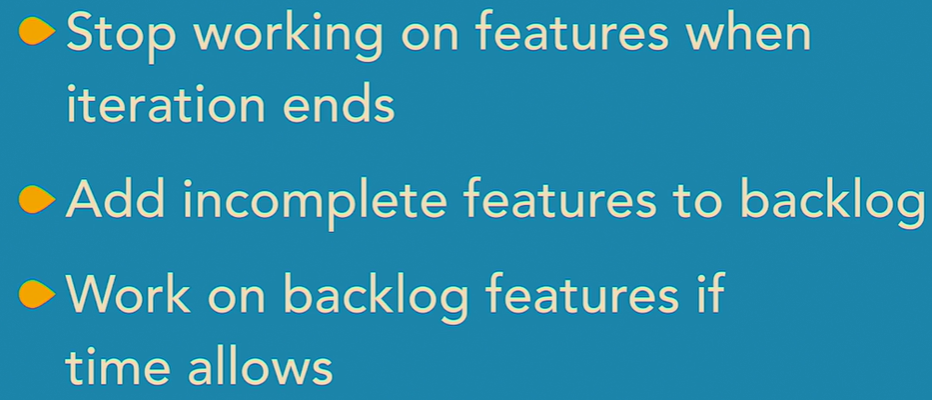 Stop working on features when
iteration ends
Add incomplete features to backlog
Work on backlog features if
time allows